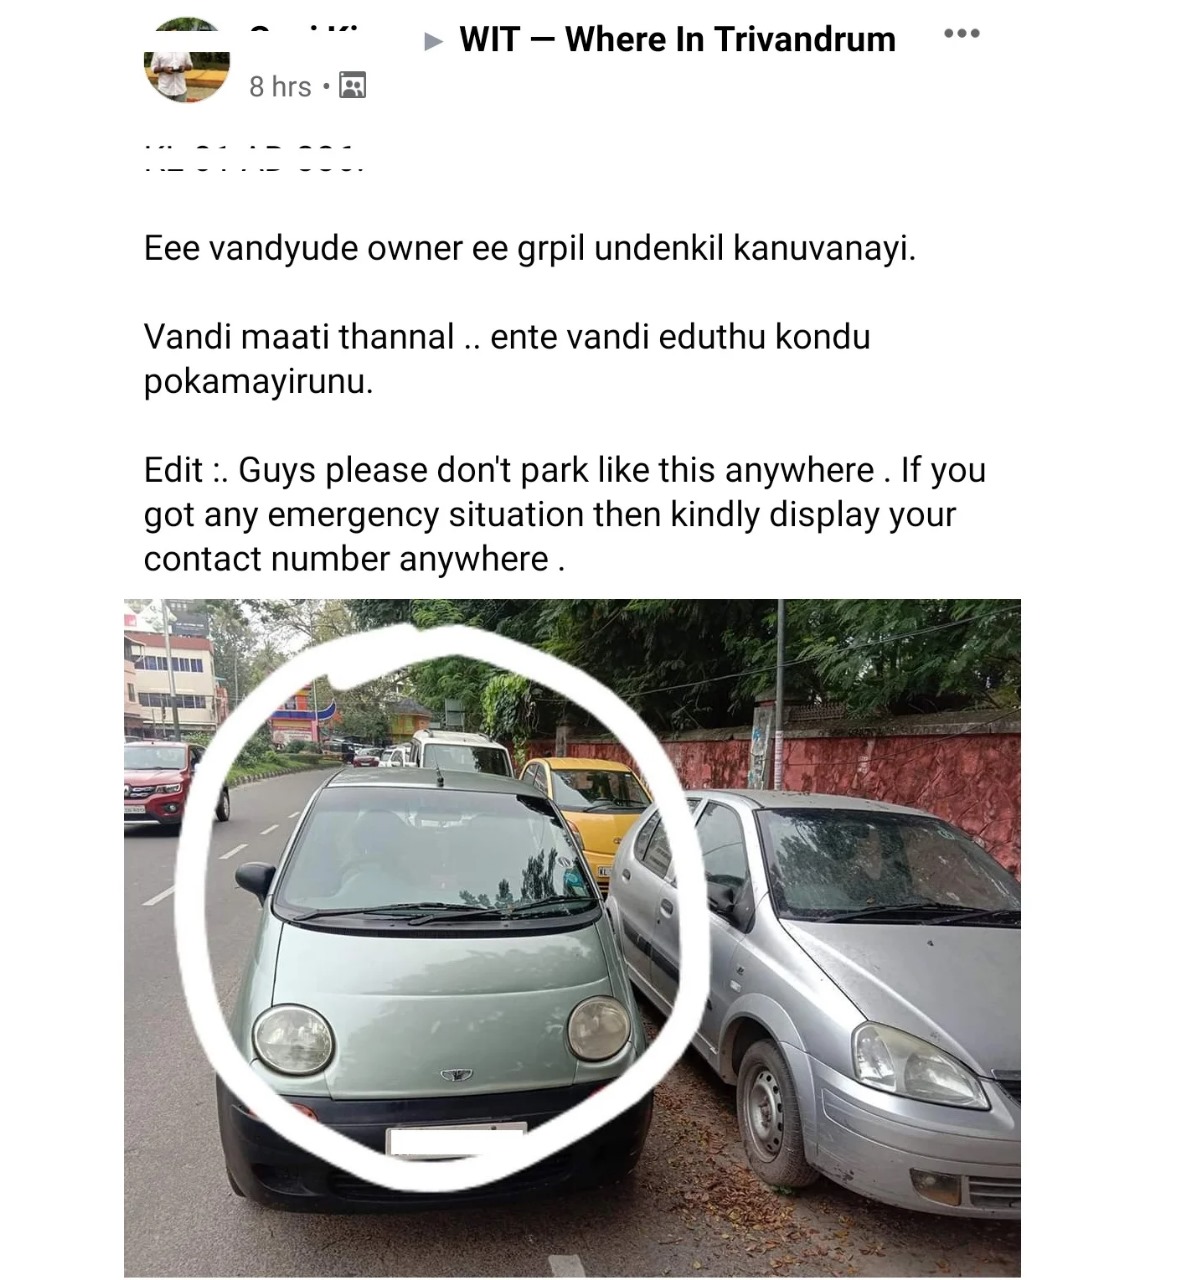 WIT — Where In Trivandrum
8 hrs
Eee vandyude owner ee grpil undenkil kanuvanayi.
Vandi maati thannal .. ente vandi eduthu kondu
pokamayirunu.
Edit :. Guys please don't park like this anywhere . If you
got any emergency situation then kindly display your
contact number anywhere .